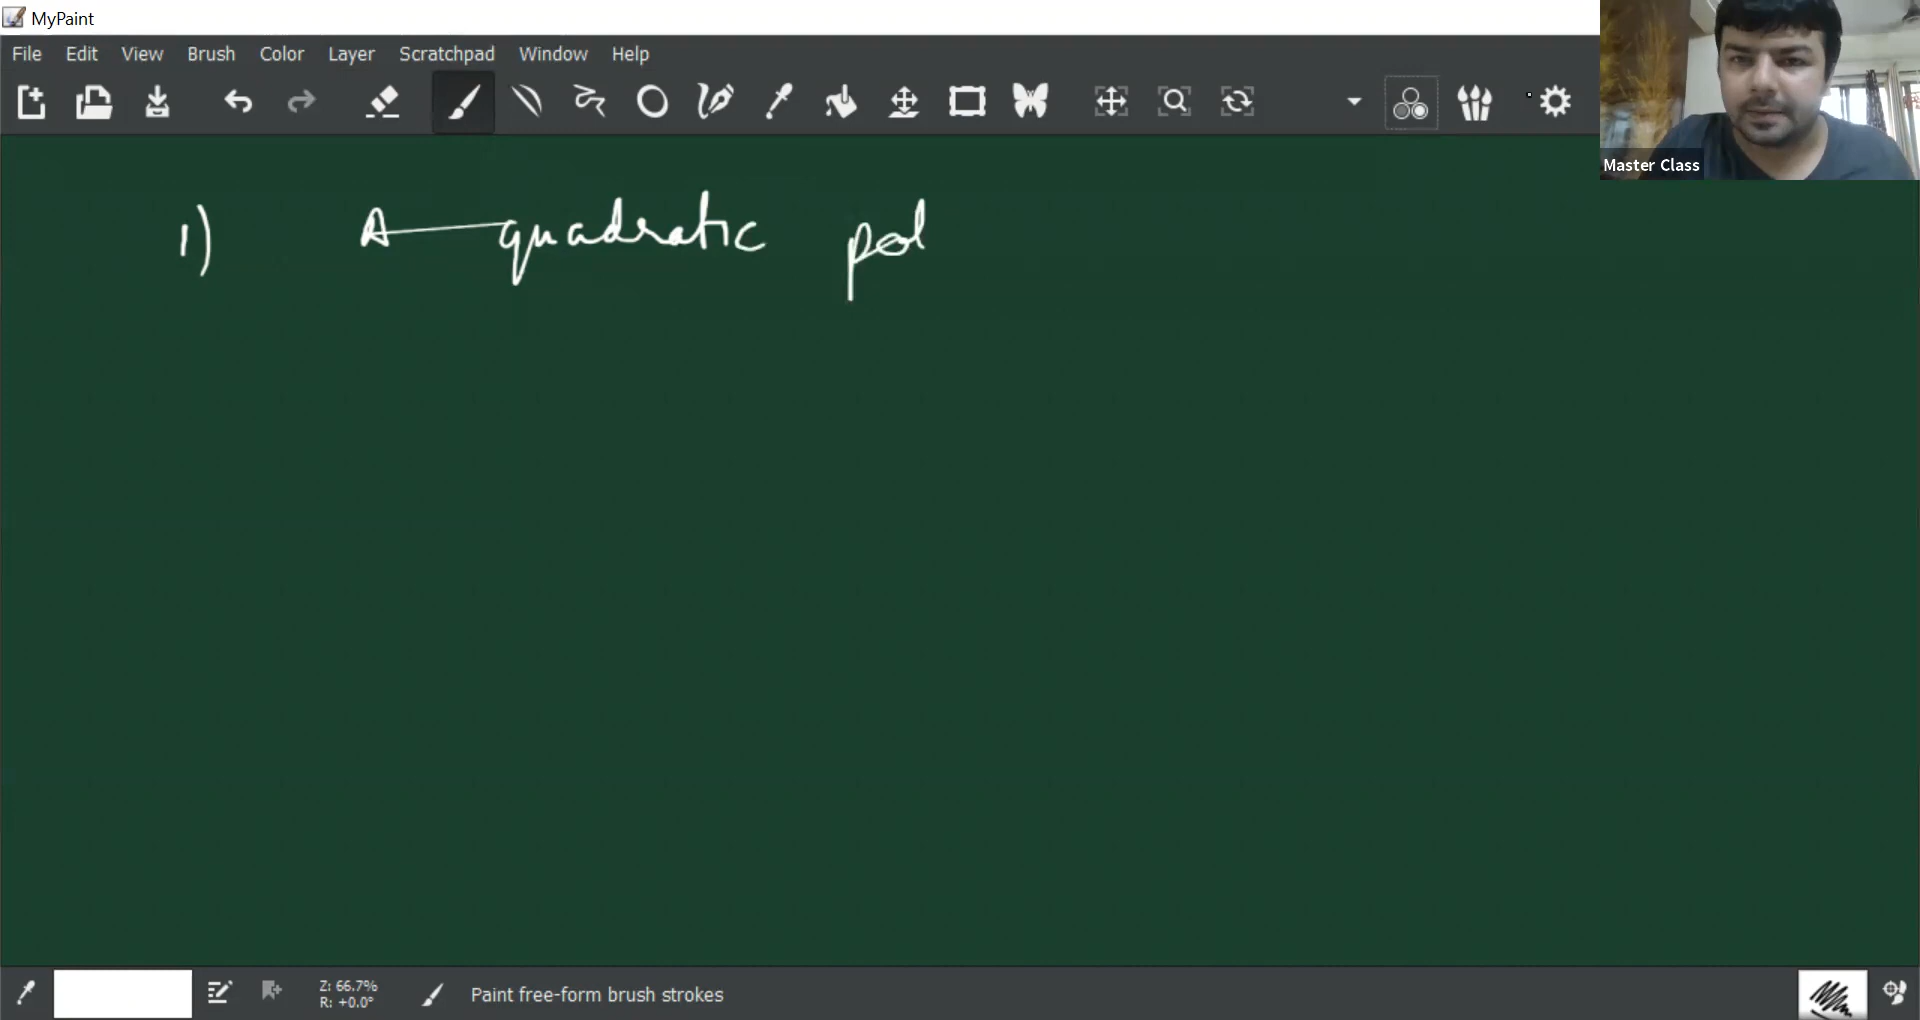 MyPaint
Master Class
File Edit View Brush Color Layer Scratchpad Window Help
1) A quadratic pol
Z: 66.7%
R: +0.0°
Paint free-form brush strokes